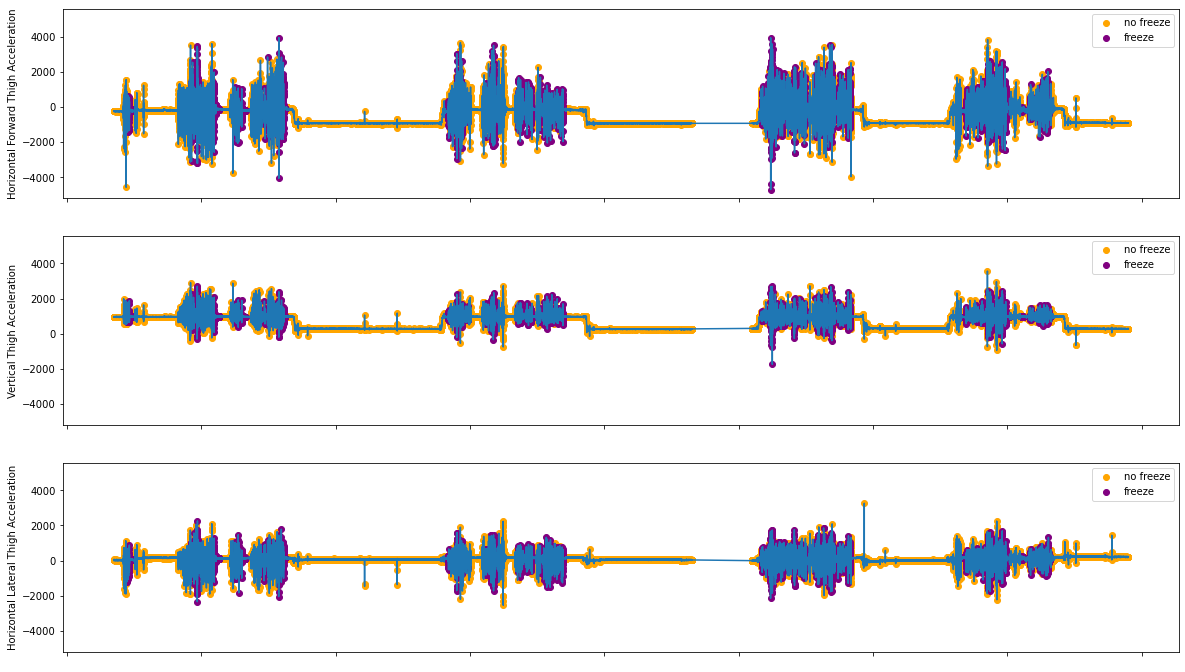 Horizontal Forward Thigh Acceleration
4000
2000
0
−2000
−4000
no freeze
freeze
Vertical Thigh Acceleration
4000
2000
0
−2000
−4000
no freeze
freeze
Horizontal Lateral Thigh Acceleration
4000
2000
0
−2000
−4000
no freeze
freeze